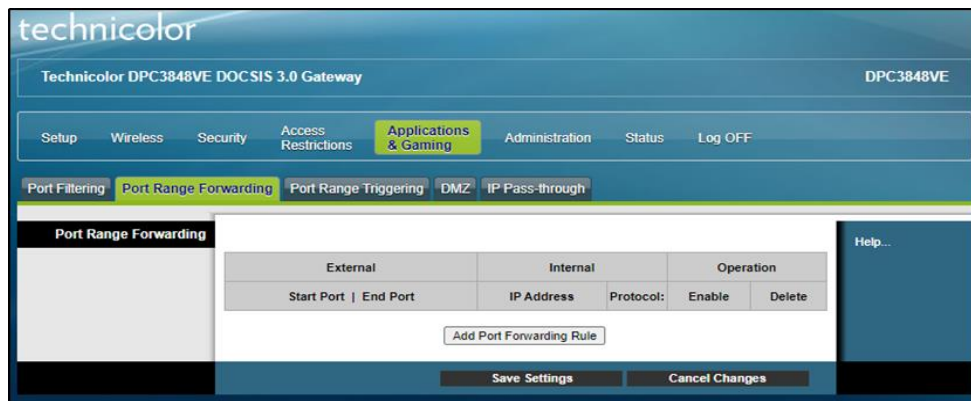 technicolor
Technicolor DPC3848VE DOCSIS 3.0 Gateway DPC3848VE
Setup Wireless Security Access Restrictions Applications & Gaming Administration Status Log OFF
Port Filtering Port Range Forwarding Port Range Triggering DMZ IP Pass-through
Port Range Forwarding
Help...
External Internal Operation
Start Port | End Port IP Address Protocol: Enable Delete
Add Port Forwarding Rule
Save Settings Cancel Changes